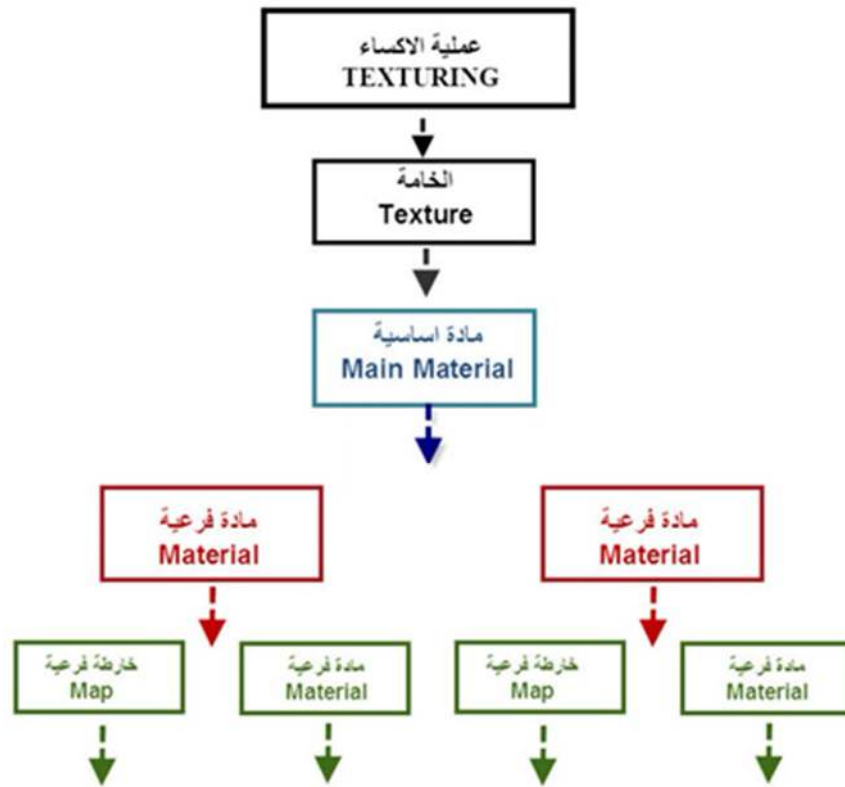 عملية الاكساء
TEXTURING
الخامة
Texture
مادة اساسية
Main Material
مادة فرعية
Material
مادة فرعية
Material
خارطة فرعية
Map
مادة فرعية
Material
خارطة فرعية
Map
مادة فرعية
Material